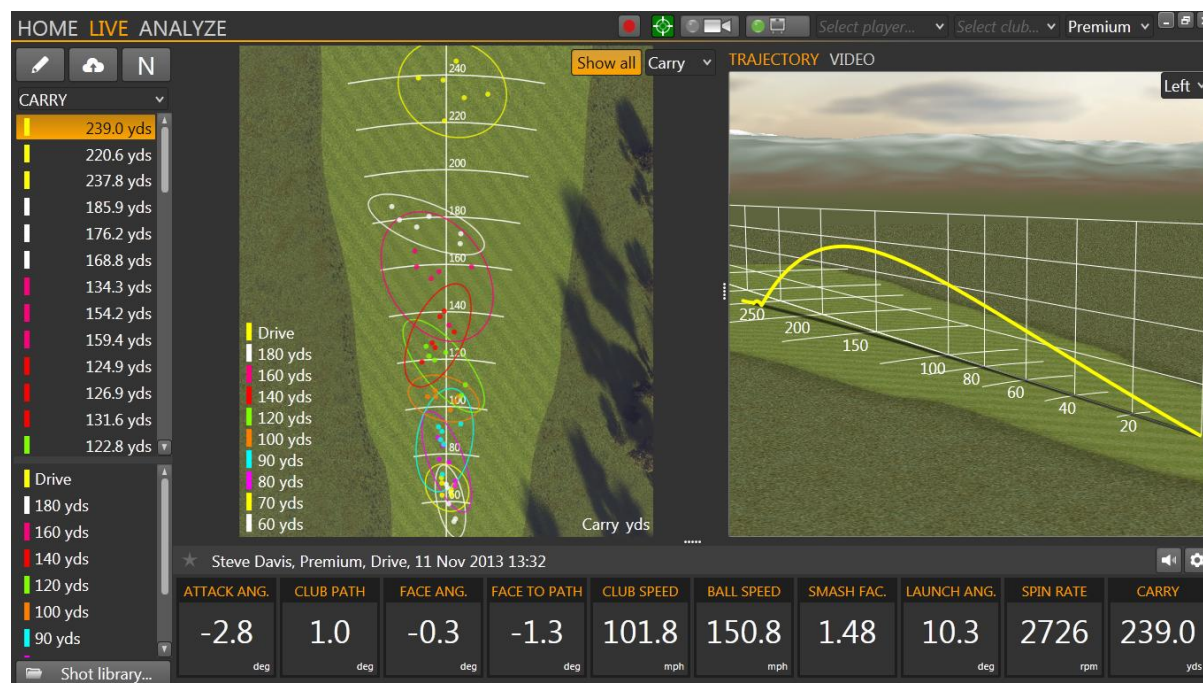 HOME LIVE ANALYZE
Select player...
Select club...
Premium
N
CARRY
239.0 yds
220.6 yds
237.8 yds
185.9 yds
176.2 yds
168.8 yds
134.3 yds
154.2 yds
159.4 yds
124.9 yds
126.9 yds
131.6 yds
122.8 yds
Drive
180 yds
160 yds
140 yds
120 yds
100 yds
90 yds
Shot library...
Show all
Carry
240
220
200
180
160
140
120
100
80
60
Drive
180 yds
160 yds
140 yds
120 yds
100 yds
90 yds
80 yds
70 yds
60 yds
Carry yds
TRAJECTORY VIDEO
Left
250
200
150
100
80
60
40
20
Steve Davis, Premium, Drive, 11 Nov 2013 13:32
ATTACK ANG.
-2.8
deg
CLUB PATH
1.0
deg
FACE ANG.
-0.3
deg
FACE TO PATH
-1.3
deg
CLUB SPEED
101.8
mph
BALL SPEED
150.8
mph
SMASH FAC.
1.48
LAUNCH ANG.
10.3
deg
SPIN RATE
2726
rpm
CARRY
239.0
yds